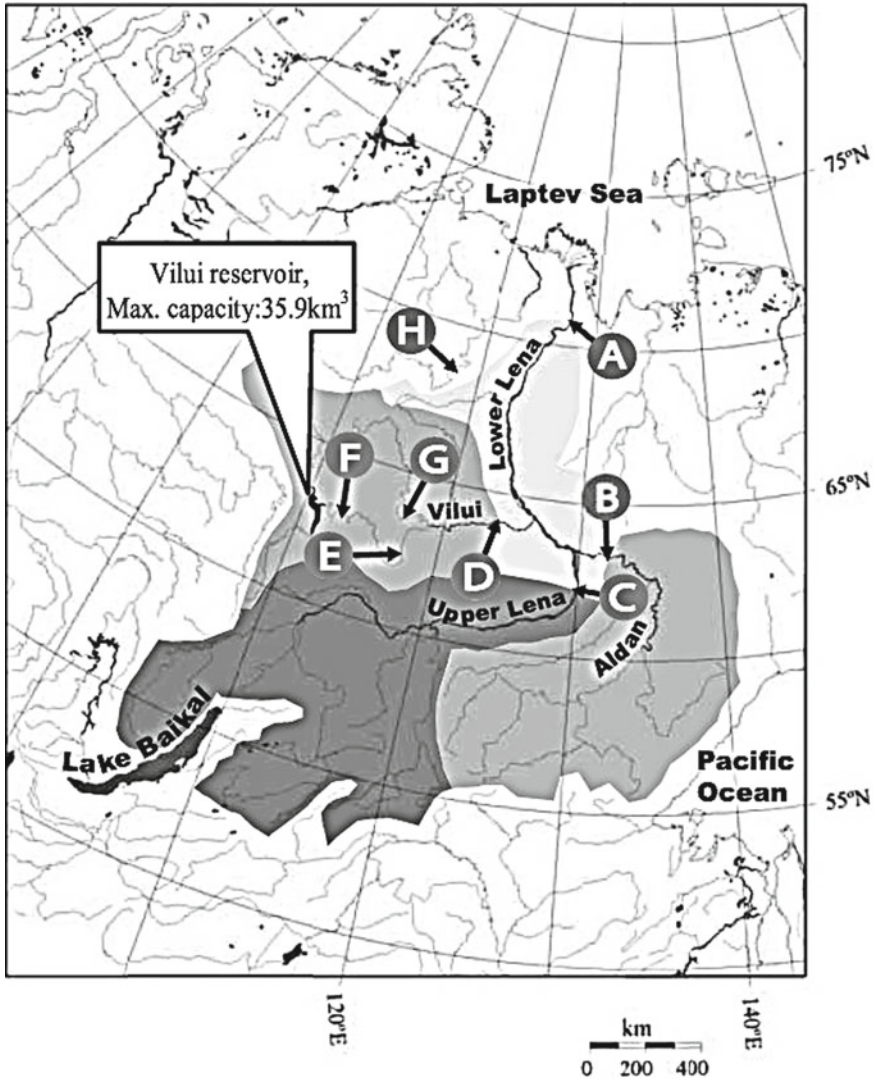 Laptev Sea
75°N
Vilui reservoir,
Max. capacity:35.9km³
H
A
Lower Lena
65°N
F
G
B
Vilui
E
D
C
Upper Lena
Aldan
Lake Baikal
Pacific
Ocean
55°N
120°E
140°E
km
0 200 400